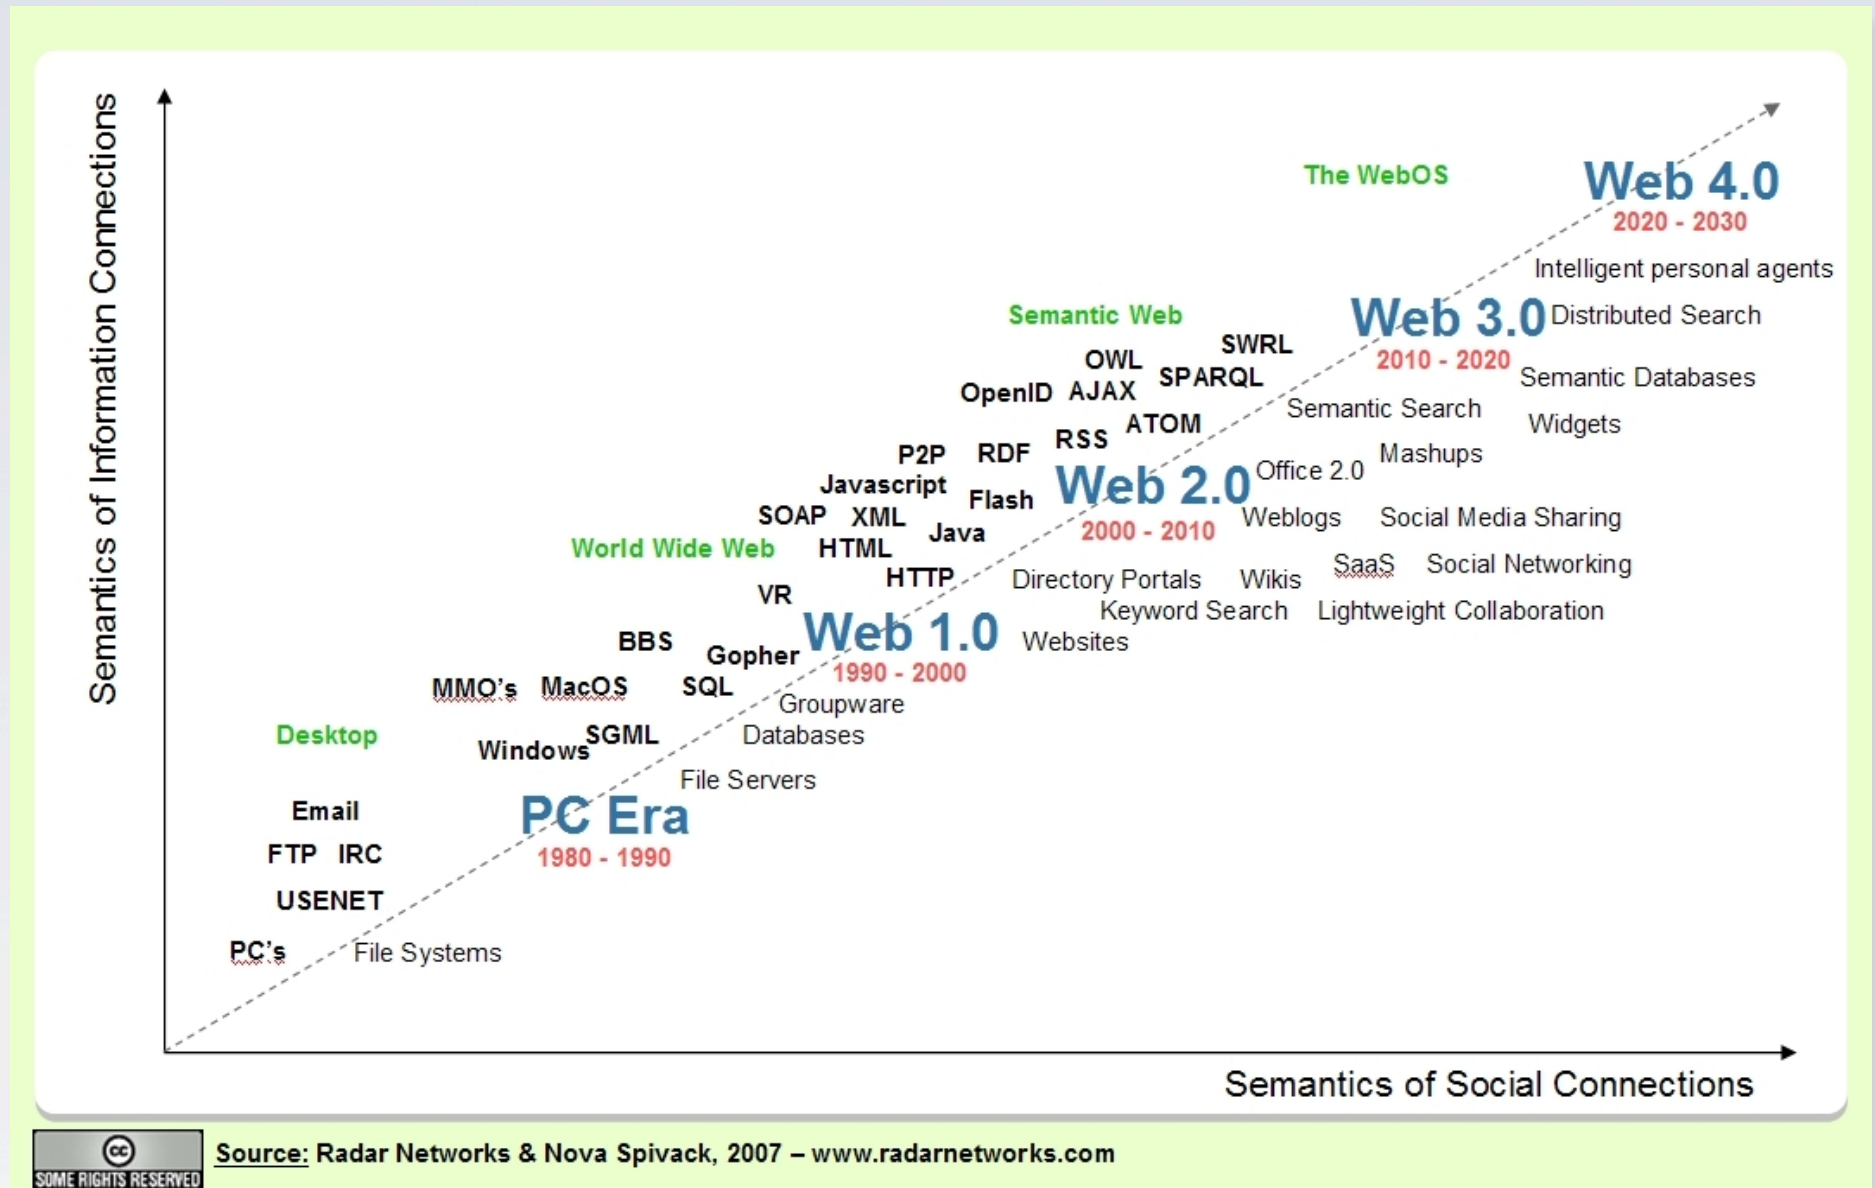 Semantics of Information Connections
The WebOS
Web 4.0
2020 - 2030
Intelligent personal agents
Semantic Web
Web 3.0
Distributed Search
2010 - 2020
SWRL
OWL
SPARQL
Semantic Databases
OpenID
AJAX
Semantic Search
Widgets
ATOM
RSS
P2P
RDF
Mashups
Office 2.0
Javascript
Flash
Web 2.0
2000 - 2010
SOAP
XML
Weblogs
Social Media Sharing
Java
World Wide Web
HTML
SaaS
Social Networking
HTTP
Directory Portals
Wikis
VR
Keyword Search
Lightweight Collaboration
Web 1.0
1990 - 2000
Websites
BBS
Gopher
MMO's
MacOS
SQL
Groupware
Desktop
Windows
SGML
Databases
File Servers
Email
PC Era
1980 - 1990
FTP
IRC
USENET
PC's
File Systems
Semantics of Social Connections
cc
SOME RIGHTS RESERVED
Source: Radar Networks & Nova Spivack, 2007 – www.radarnetworks.com